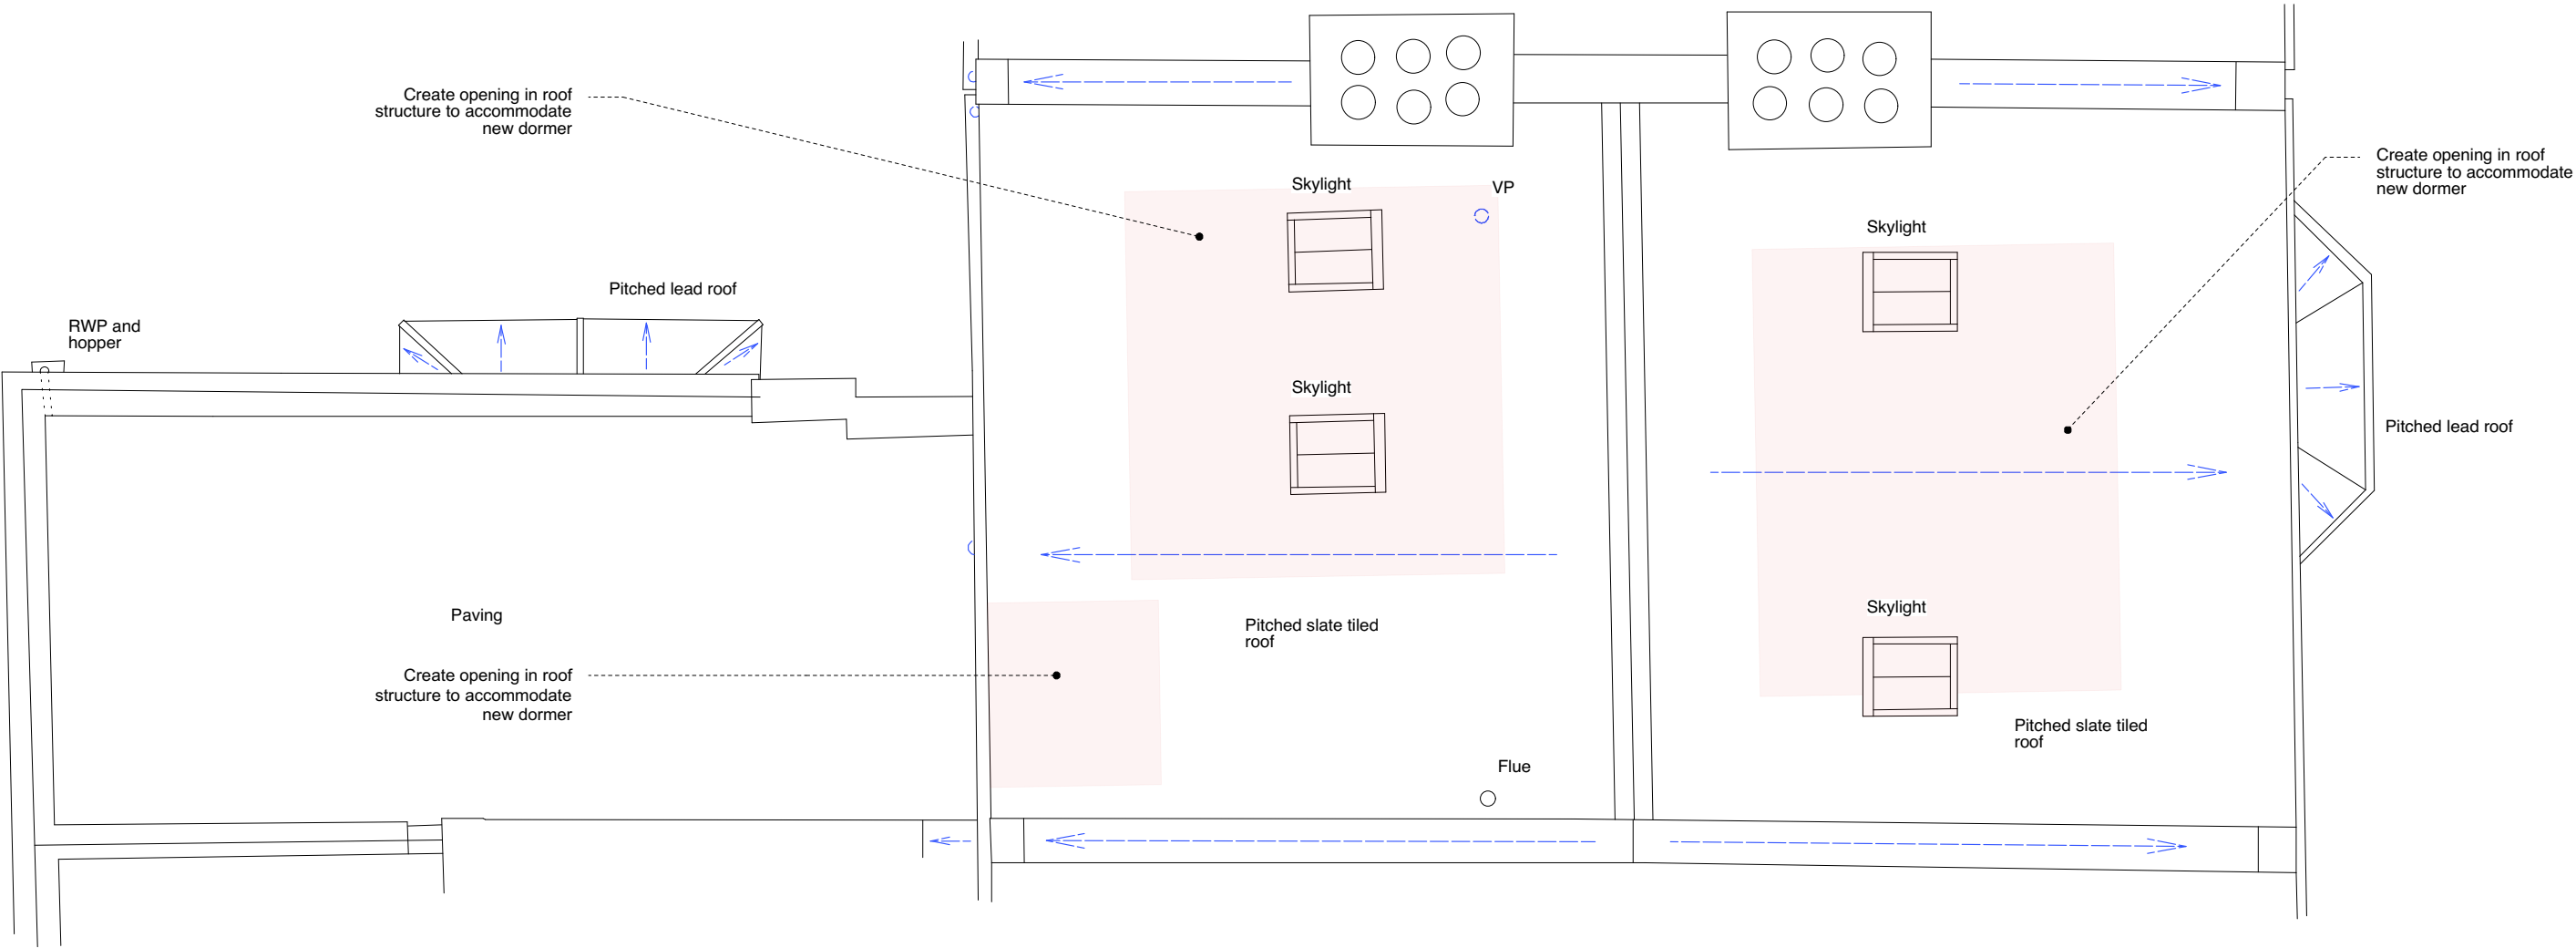 Create opening in roof
structure to accommodate
new dormer
Create opening in roof
structure to accommodate
new dormer
Skylight
VP
Skylight
Pitched lead roof
RWP and
hopper
Skylight
Pitched lead roof
Skylight
Paving
Pitched slate tiled
roof
Create opening in roof
structure to accommodate
new dormer
Pitched slate tiled
roof
Flue